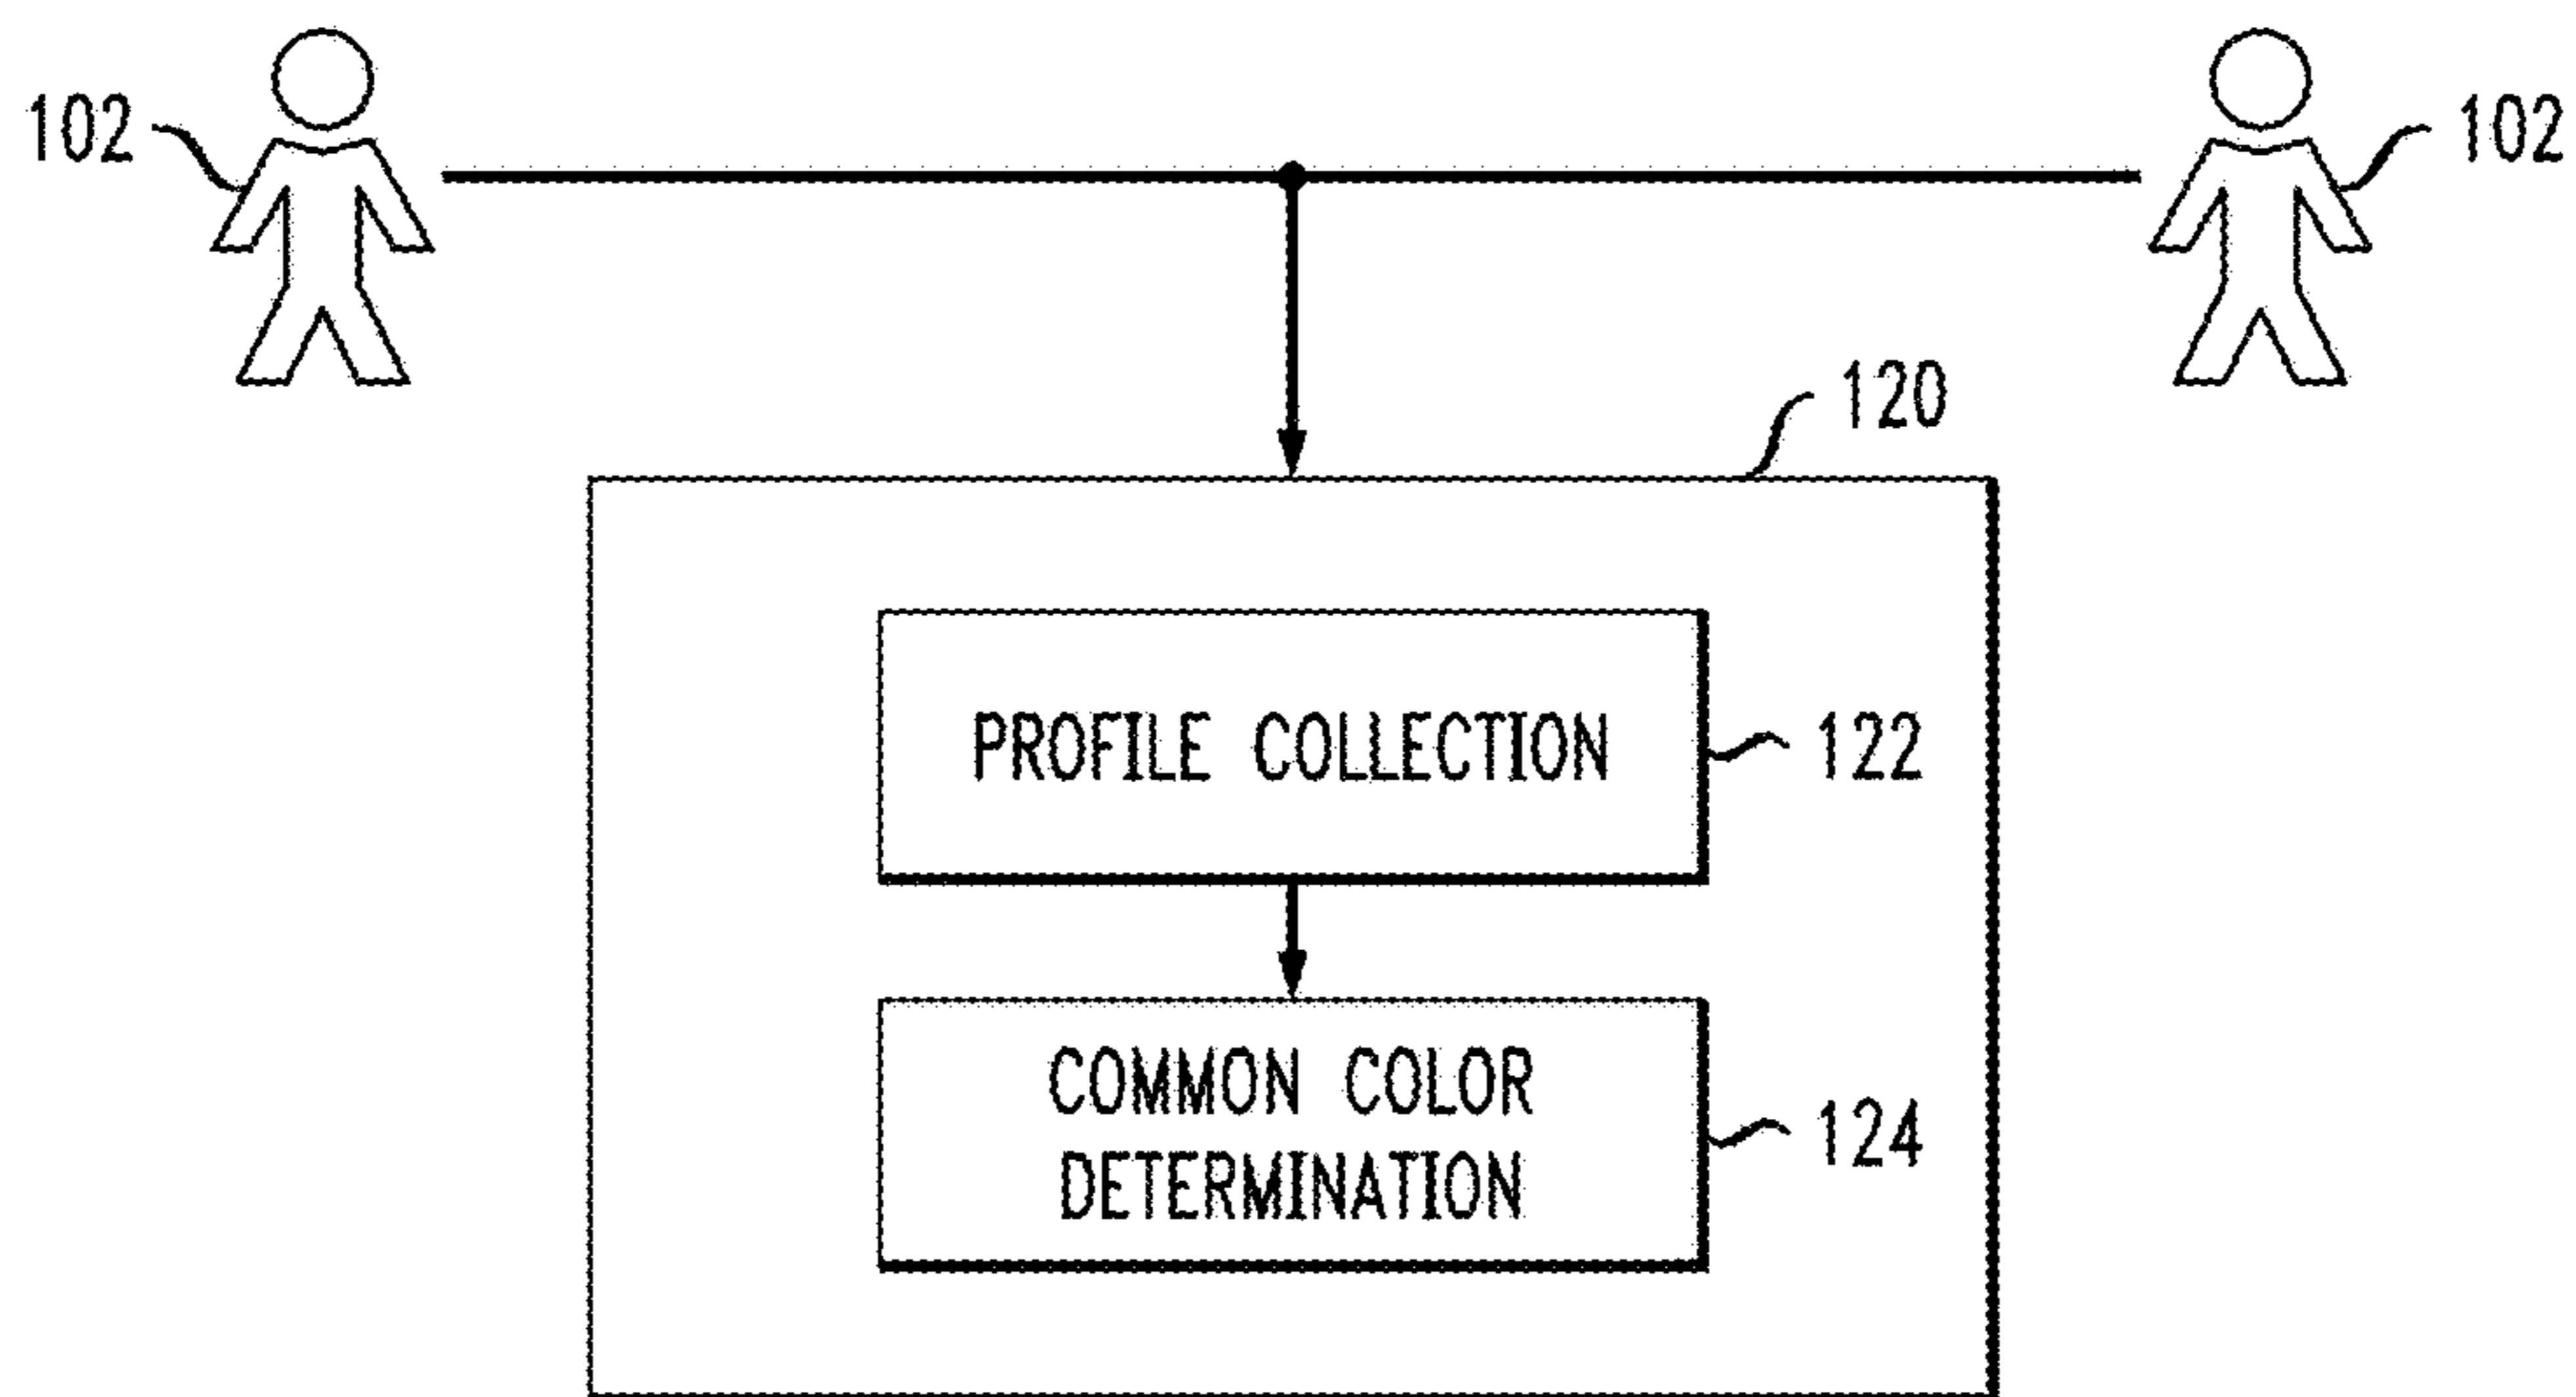 102
102
120
PROFILE COLLECTION
122
COMMON COLOR
DETERMINATION
124